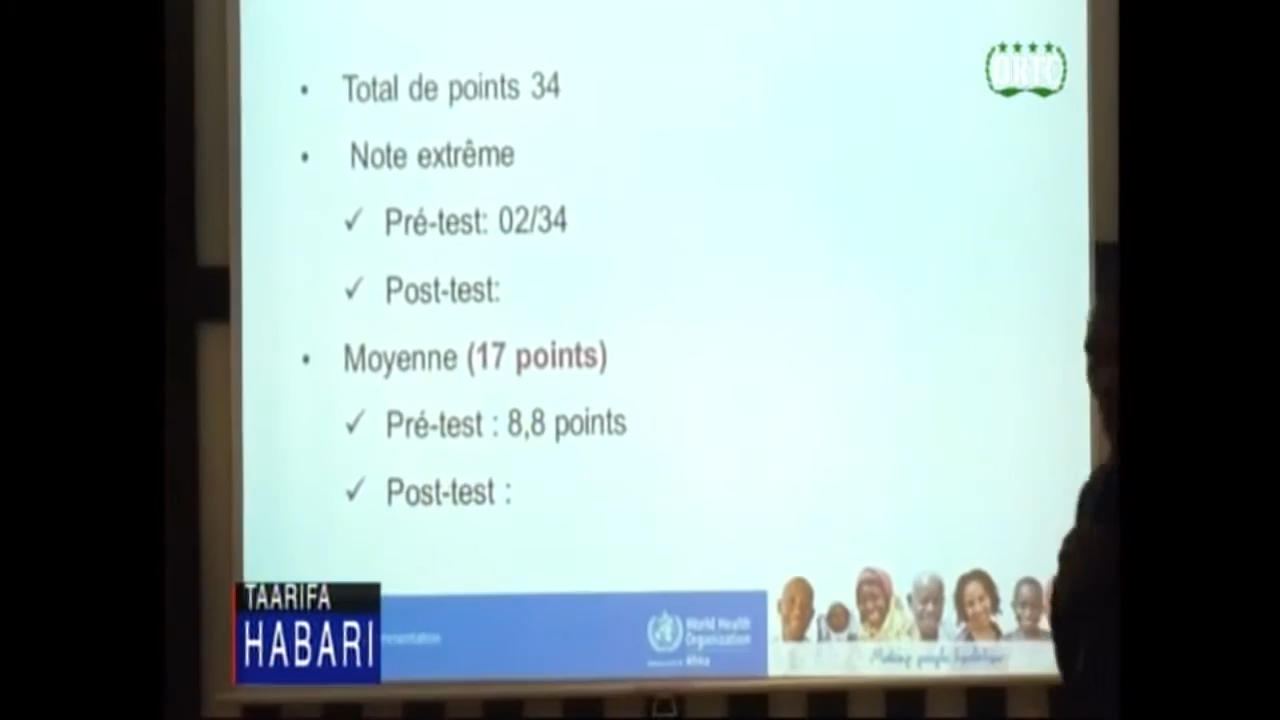 ORTC
• Total de points 34
• Note extrême
✓ Pré-test: 02/34
✓ Post-test:
• Moyenne (17 points)
✓ Pré-test : 8,8 points
✓ Post-test :
TAARIFA
HABARI
World Health
Organization
Africa